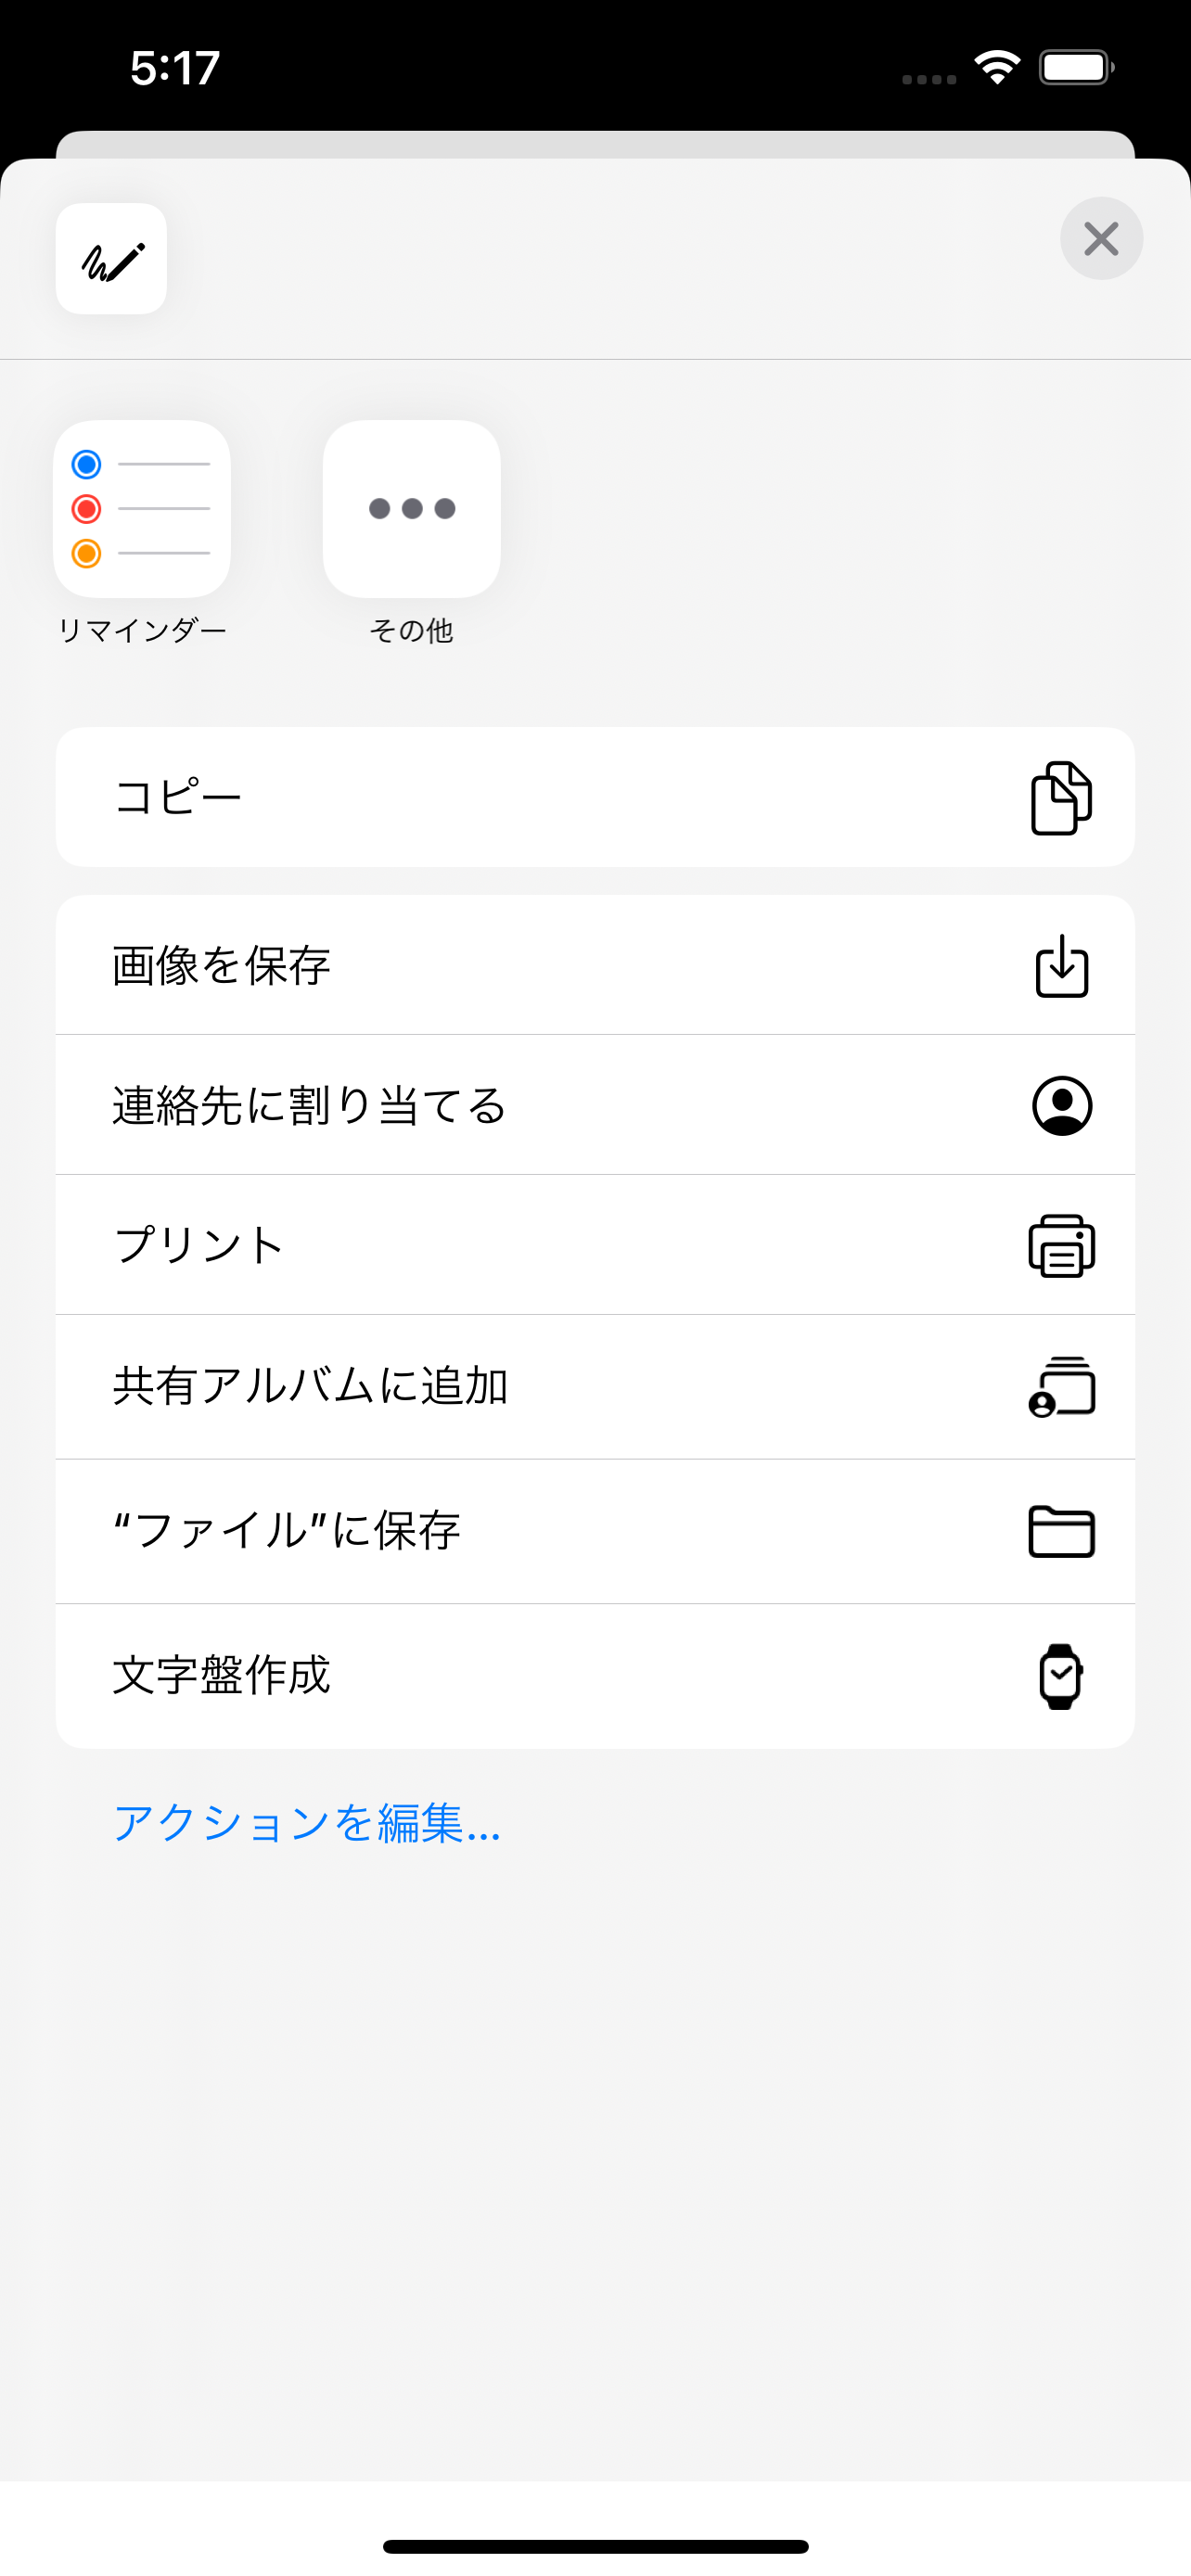 5:17
リマインダー
その他
コピー
画像を保存
連絡先に割り当てる
プリント
共有アルバムに追加
“ファイル”に保存
文字盤作成
アクションを編集...